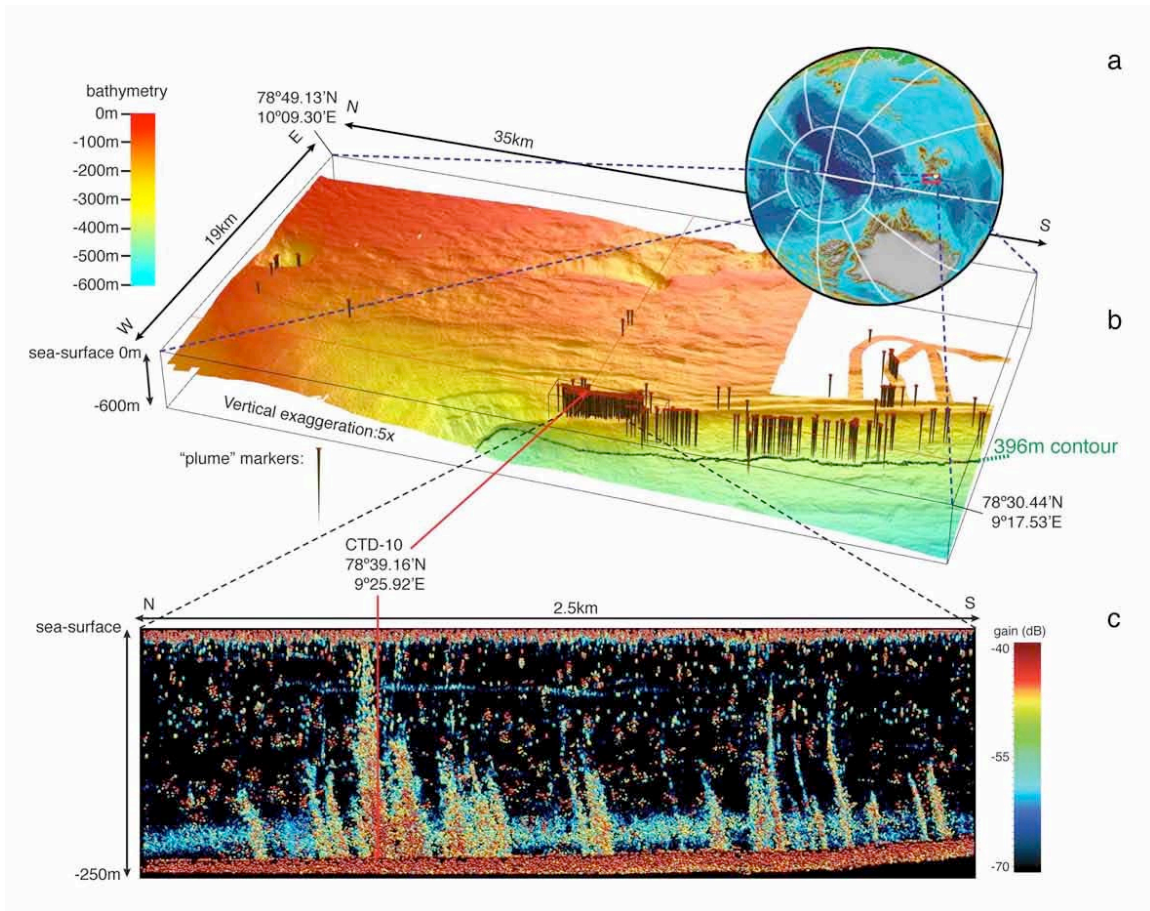 a
bathymetry
0m
-100m
-200m
-300m
-400m
-500m
-600m
78º49.13’N
10º09.30’E
N
E
35km
19km
W
S
b
sea-surface 0m
-600m
Vertical exaggeration:5x
“plume” markers:
396m contour
78º30.44’N
9º17.53’E
CTD-10
78º39.16’N
9º25.92’E
N
2.5km
S
c
sea-surface
-250m
gain (dB)
-40
-55
-70